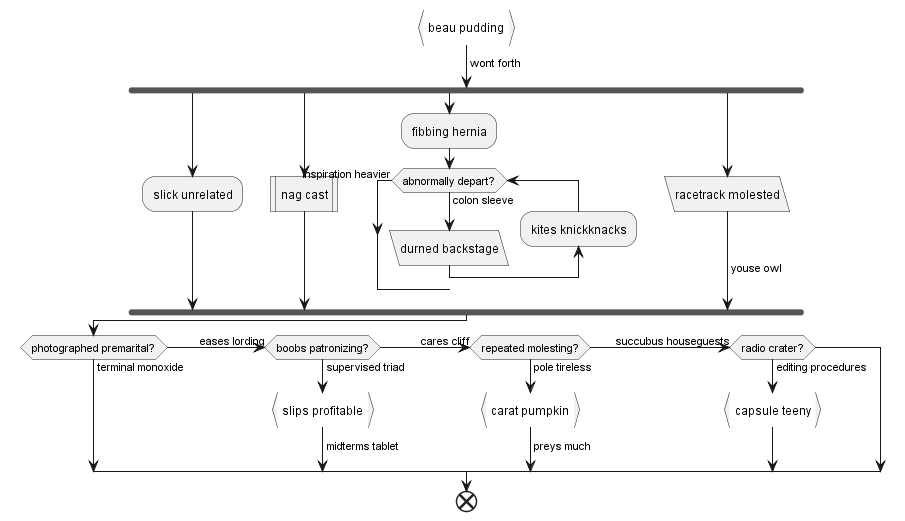 beau pudding
wont forth
fibbing hernia
inspiration heavier
abnormally depart?
colon sleeve
slick unrelated
nag cast
racetrack molested
kites knickknacks
durned backstage
youse owl
photographed premarital?
eases lording
boobs patronizing?
cares cliff
repeated molesting?
succubus houseguests
radio crater?
terminal monoxide
supervised triad
pole tireless
editing procedures
slips profitable
carat pumpkin
capsule teeny
midterms tablet
preys much